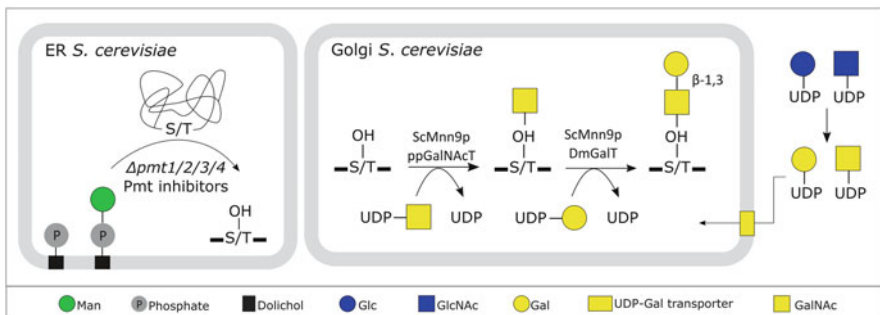 ER S. cerevisiae
S/T
Δpmt1/2/3/4
Pmt inhibitors
P
P
OH
S/T
Golgi S. cerevisiae
OH
S/T
ScMnn9p
ppGalNAcT
UDP
UDP
OH
S/T
ScMnn9p
DmGalT
UDP
UDP
β-1,3
OH
S/T
UDP
UDP
UDP
UDP
Man
P
Phosphate
Dolichol
Glc
GlcNAc
Gal
UDP-Gal transporter
GalNAc